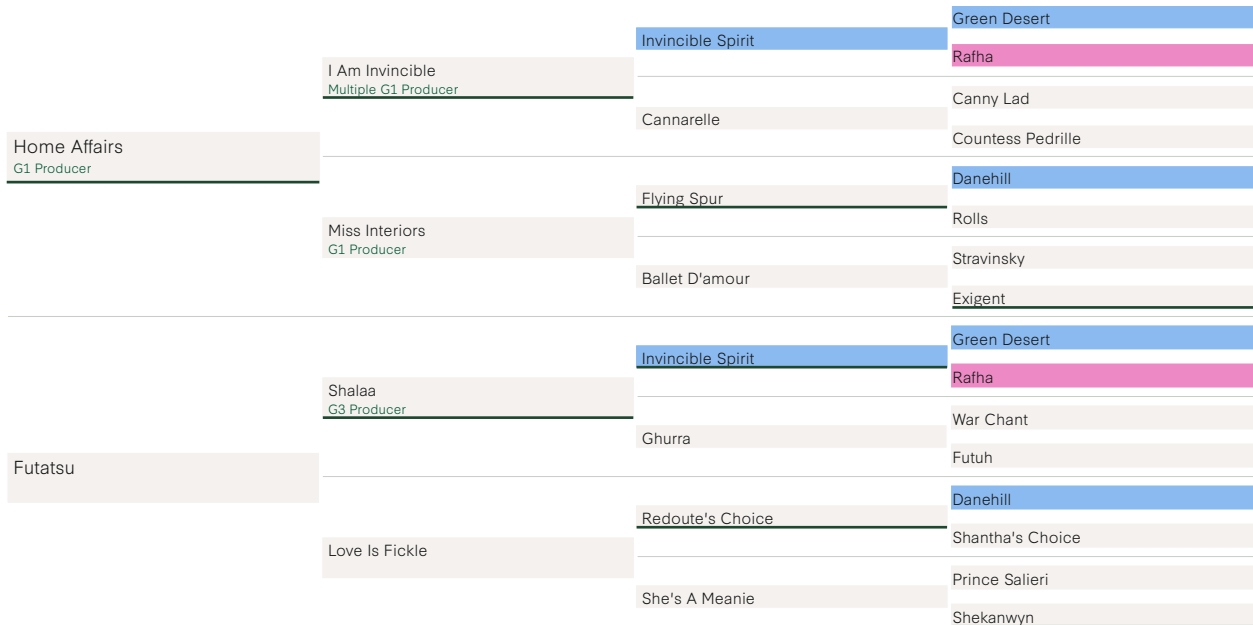 Home Affairs
G1 Producer
I Am Invincible
Multiple G1 Producer
Invincible Spirit
Green Desert
Rafha
Cannarelle
Canny Lad
Countess Pedrille
Miss Interiors
G1 Producer
Flying Spur
Danehill
Rolls
Ballet D'amour
Stravinsky
Exigent
Futatsu
Shalaa
G3 Producer
Invincible Spirit
Green Desert
Rafha
Ghurra
War Chant
Futuh
Love Is Fickle
Redoute's Choice
Danehill
Shantha's Choice
She's A Meanie
Prince Salieri
Shekanwyn